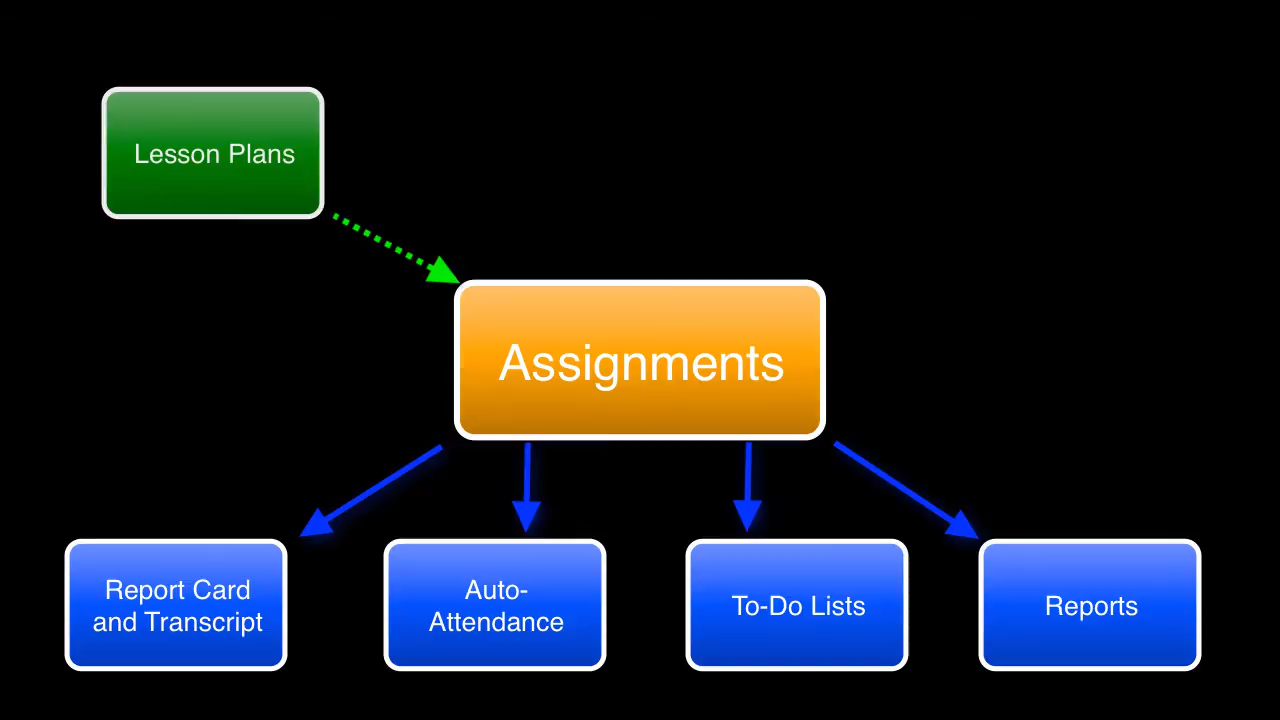 Lesson Plans
Assignments
Report Card
and Transcript
Auto-
Attendance
To-Do Lists
Reports